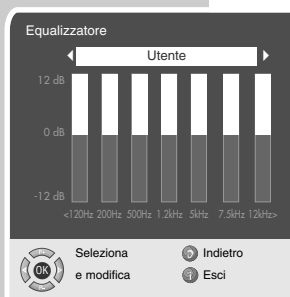 Equalizzatore
Utente
12 dB
0 dB
-12 dB
<120Hz 200Hz 500Hz 1.2kHz 5kHz 7.5kHz 12kHz>
Seleziona
e modifica
OK
Indietro
Esci